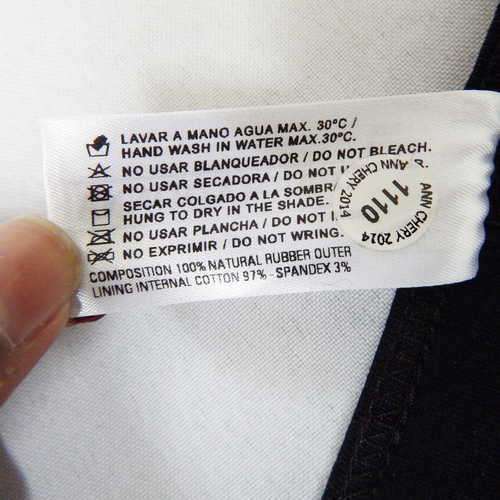 LAVAR A MANO AGUA MAX. 30°C /
HAND WASH IN WATER MAX.30°C.
NO USAR BLANQUEADOR / DO NOT BLEACH.
NO USAR SECADORA / DO NOT
SECAR COLGADO A LA SOMBR
HUNG TO DRY IN THE SHADE.
NO USAR PLANCHA / DO NOT
NO EXPRIMIR / DO NOT WRING.
COMPOSITION 100% NATURAL RUBBER OUTER
LINING INTERNAL COTTON 97% - SPANDEX 3%
ANN CHERY 2014
1110
ANN CHERY 2014